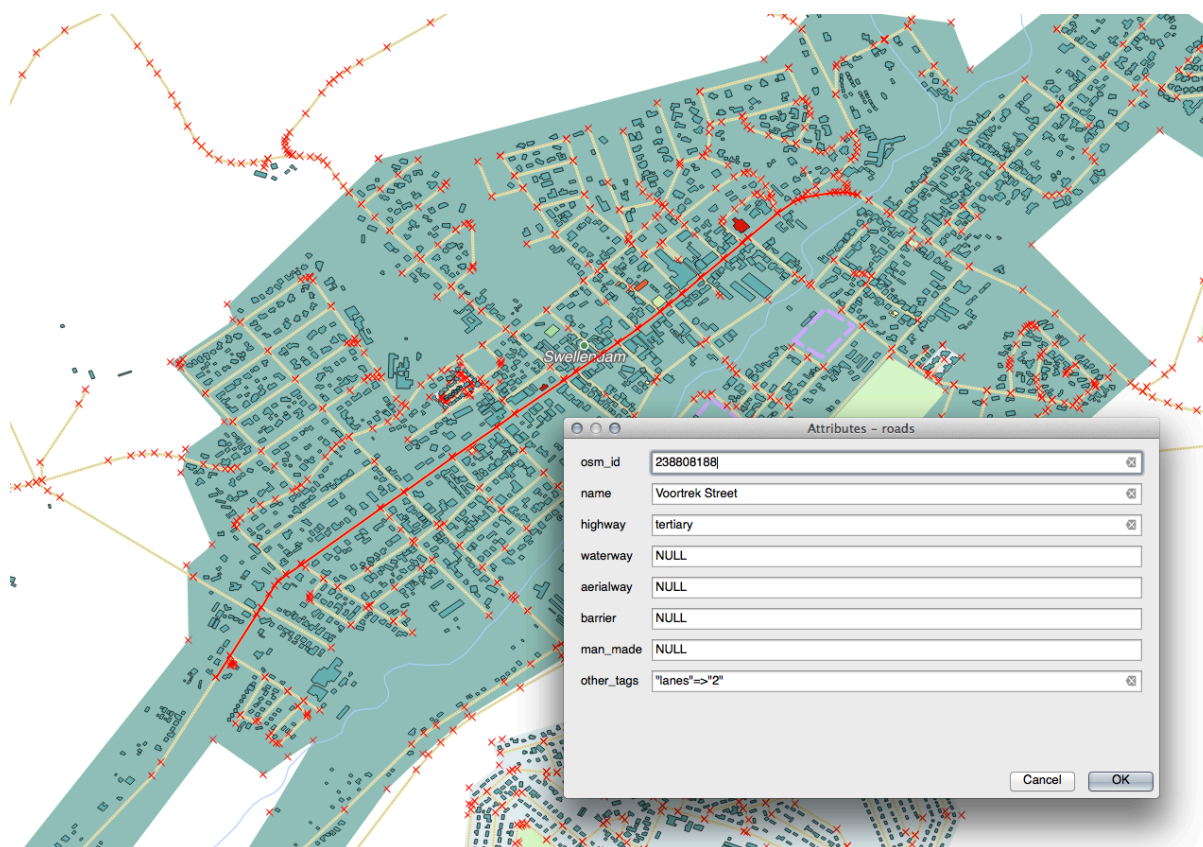 Swellendam
Attributes - roads
osm_id 238808188
name Voortrek Street
highway tertiary
waterway NULL
aerialway NULL
barrier NULL
man_made NULL
other_tags "lanes"=>"2"
Cancel OK